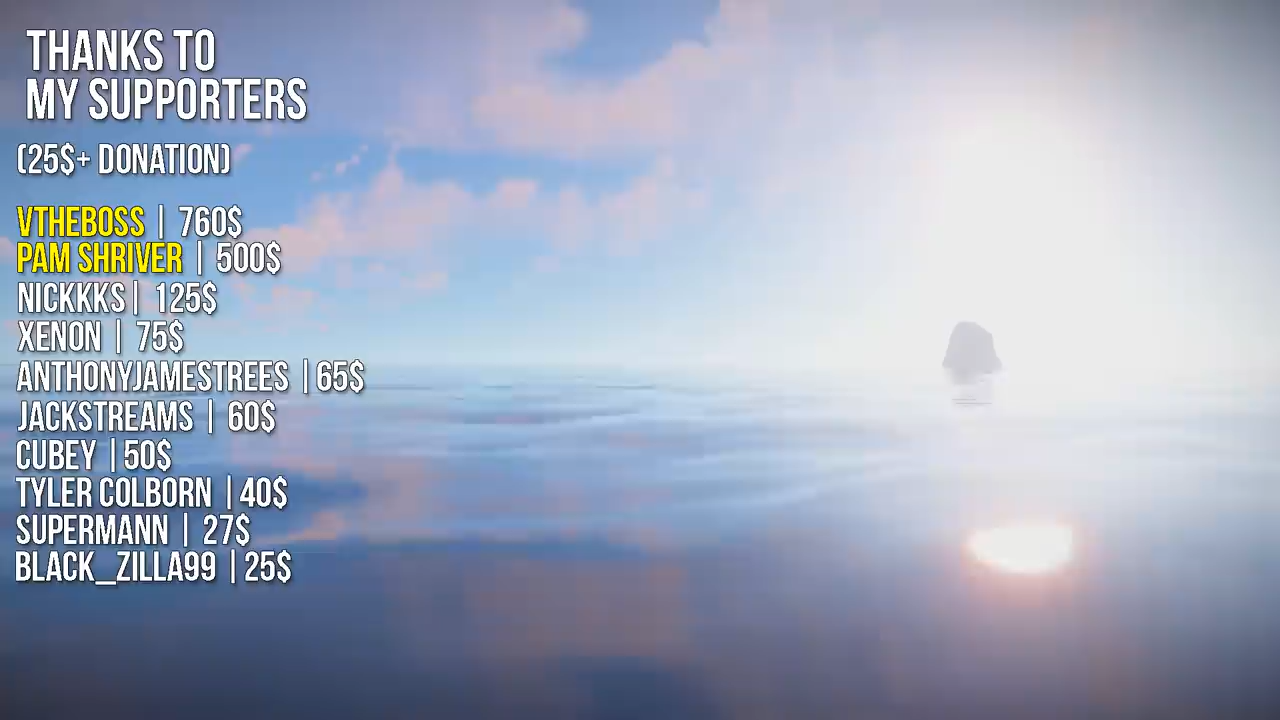 THANKS TO
MY SUPPORTERS
(25$+ DONATION)
VTHEBOSS | 760$
PAM SHRIVER | 500$
NICKKKS | 125$
XENON | 75$
ANTHONYJAMESTREES | 65$
JACKSTREAMS | 60$
CUBEY | 50$
TYLER COLBORN | 40$
SUPERMANN | 27$
BLACK_ZILLA99 | 25$